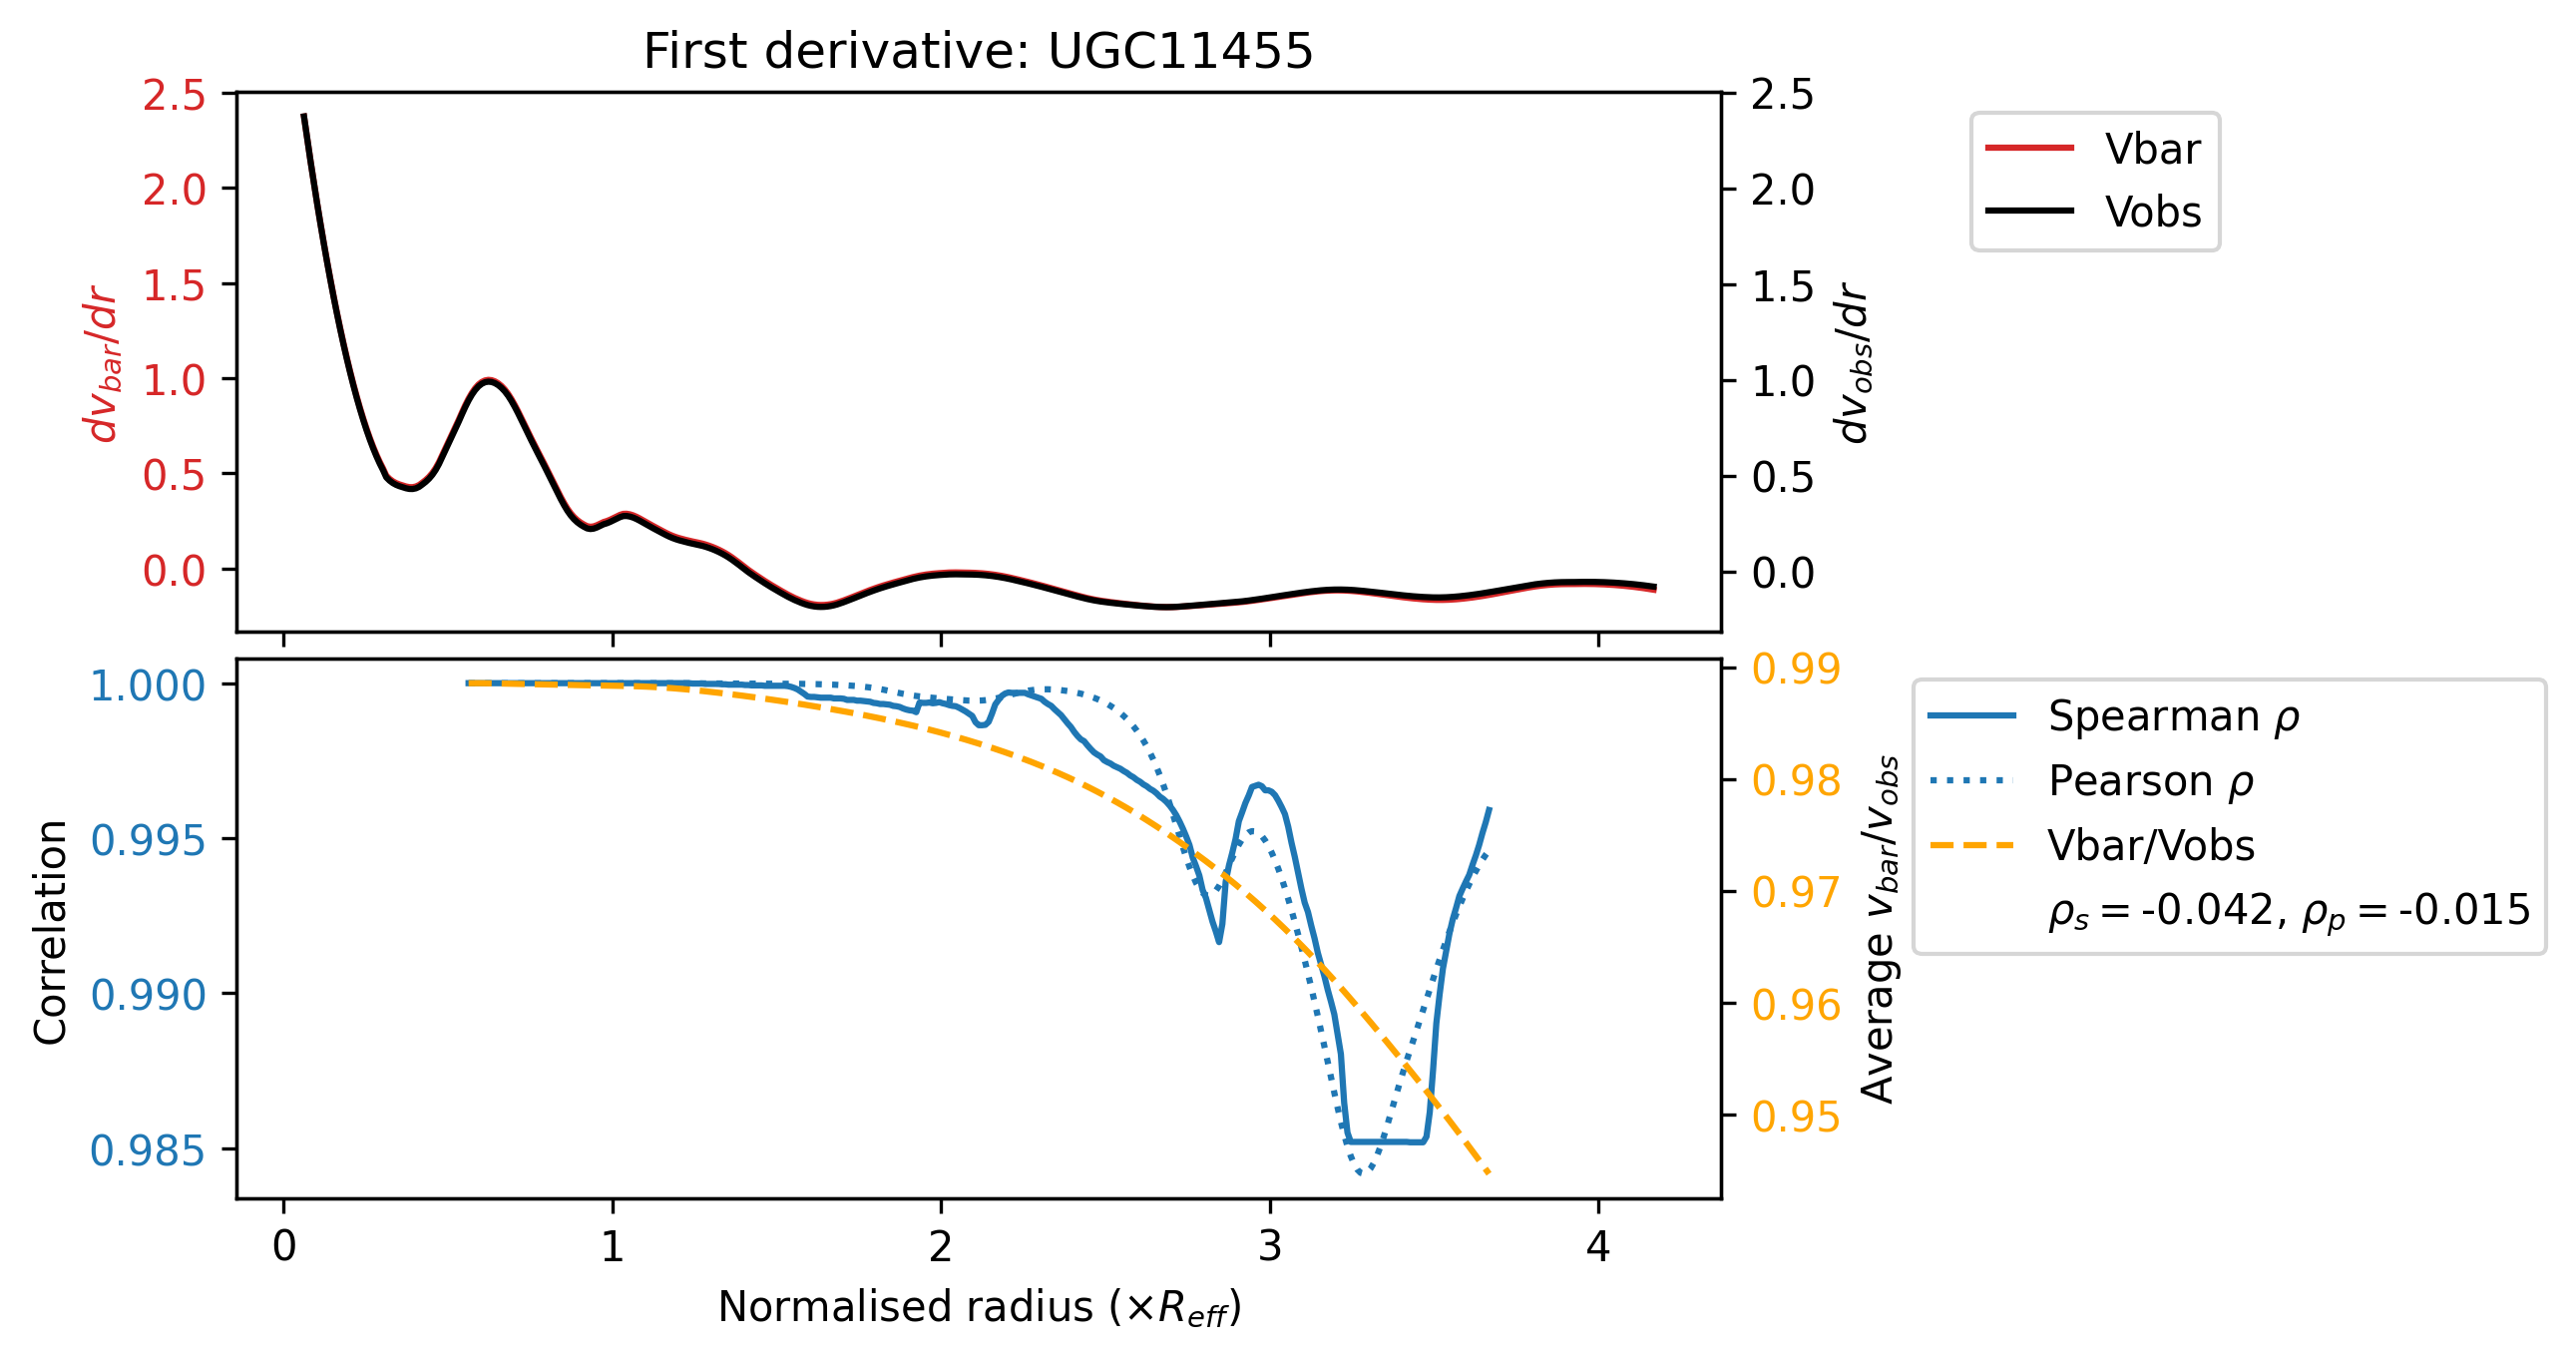 First derivative: UGC11455
2.5
2.0
1.5
1.0
0.5
0.0
dv_bar/dr
2.5
2.0
1.5
1.0
0.5
0.0
dv_obs/dr
Vbar
Vobs
1.000
0.995
0.990
0.985
Correlation
0.99
0.98
0.97
0.96
0.95
Average v_bar/v_obs
Spearman ρ
Pearson ρ
Vbar/Vobs
ρ_s = -0.042, ρ_p = -0.015
0 1 2 3 4
Normalised radius (×R_eff)